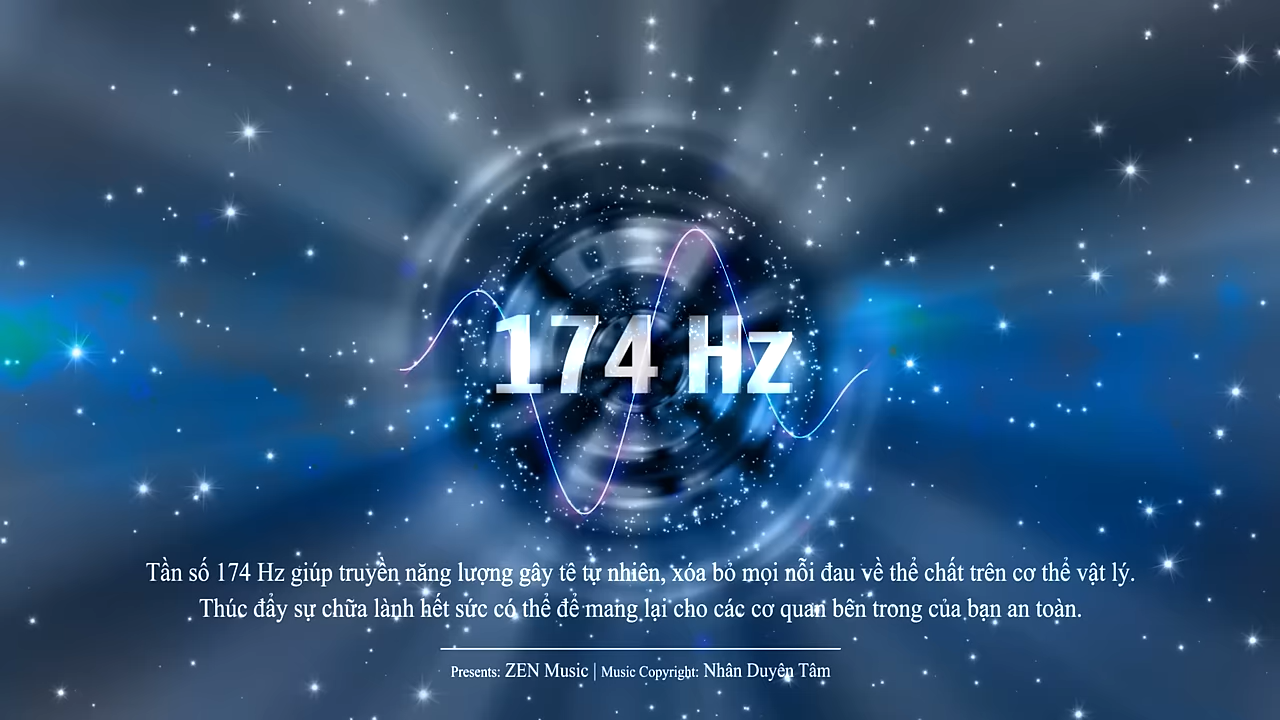 174 Hz
Tần số 174 Hz giúp truyền năng lượng gây tê tự nhiên, xóa bỏ mọi nỗi đau về thể chất trên cơ thể vật lý.
Thúc đẩy sự chữa lành hết sức có thể để mang lại cho các cơ quan bên trong của bạn an toàn.
Presents: ZEN Music | Music Copyright: Nhân Duyên Tâm